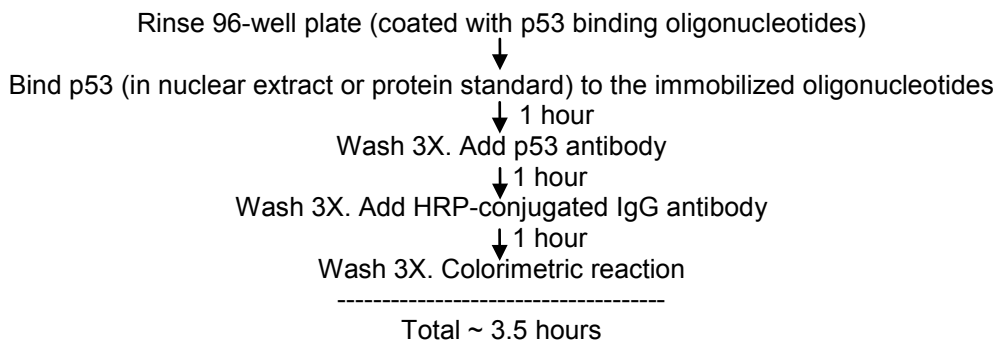 Rinse 96-well plate (coated with p53 binding oligonucleotides)
Bind p53 (in nuclear extract or protein standard) to the immobilized oligonucleotides
1 hour
Wash 3X. Add p53 antibody
1 hour
Wash 3X. Add HRP-conjugated IgG antibody
1 hour
Wash 3X. Colorimetric reaction
-------------------------------------
Total ~ 3.5 hours